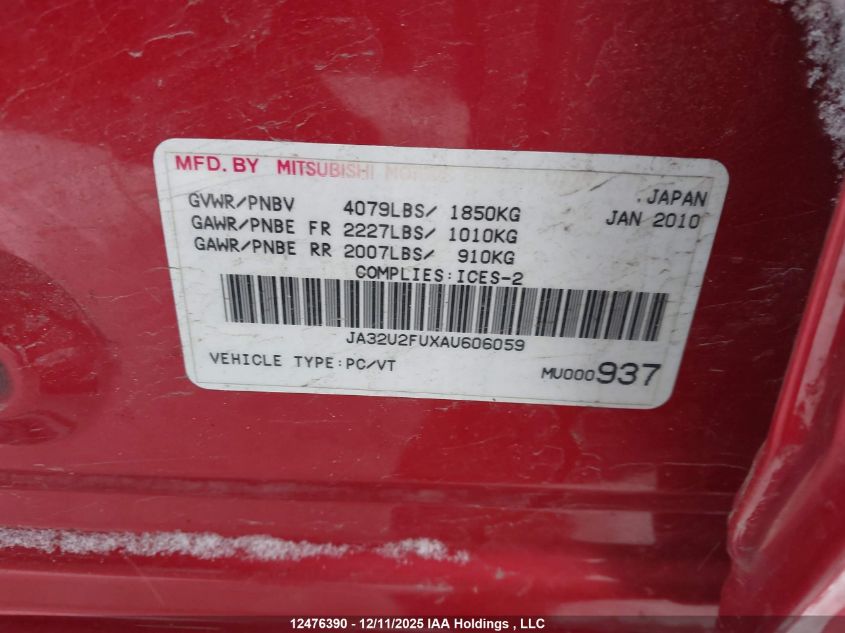 MFD. BY MITSUBISHI
JAPAN
GVWR/PNBV 4079LBS/ 1850KG
JAN 2010
GAWR/PNBE FR 2227LBS/ 1010KG
GAWR/PNBE RR 2007LBS/ 910KG
COMPLIES:ICES-2
JA32U2FUXAU606059
VEHICLE TYPE:PC/VT
MU000937
12476390 - 12/11/2025 IAA Holdings , LLC